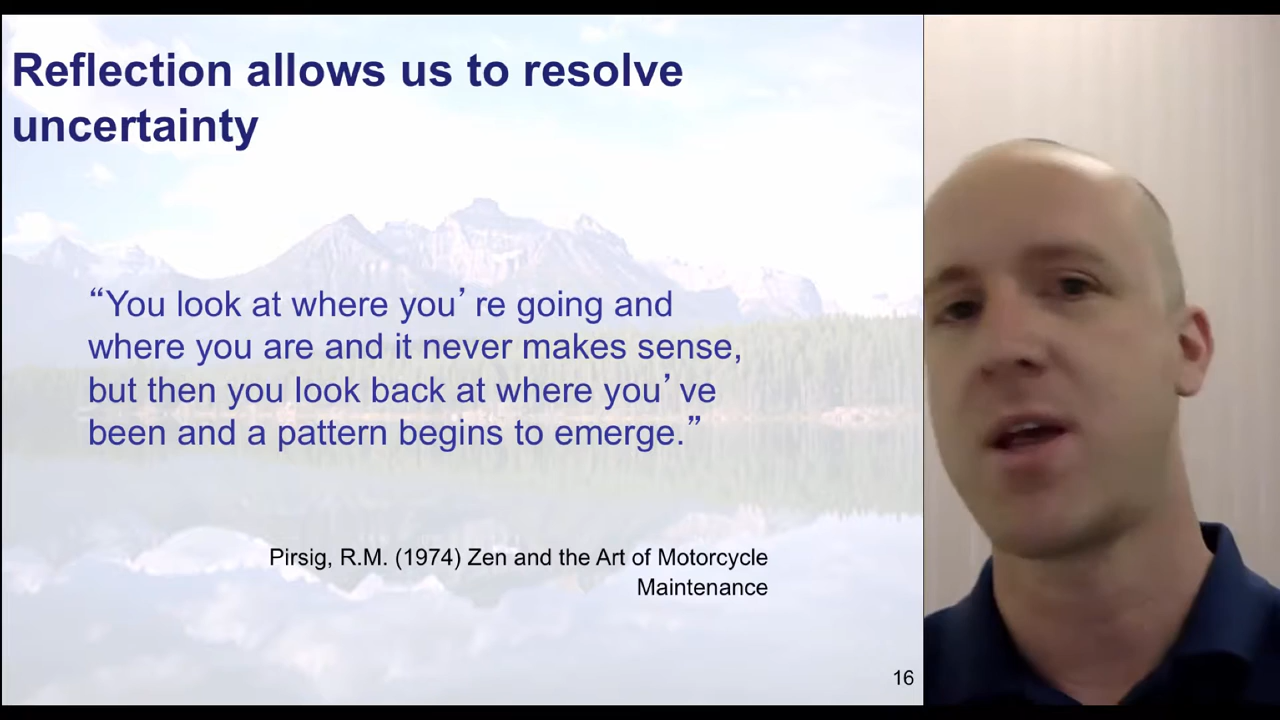 Reflection allows us to resolve
uncertainty
“You look at where you’ re going and
where you are and it never makes sense,
but then you look back at where you’ ve
been and a pattern begins to emerge.”
Pirsig, R.M. (1974) Zen and the Art of Motorcycle
Maintenance
16